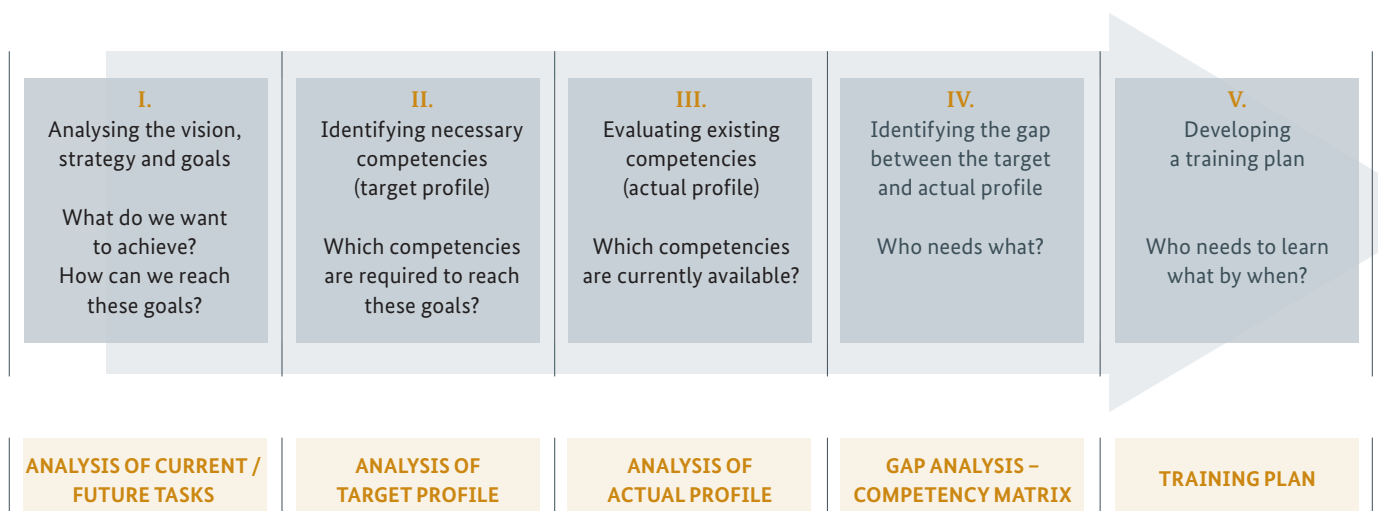 I.
Analysing the vision,
strategy and goals
What do we want
to achieve?
How can we reach
these goals?
II.
Identifying necessary
competencies
(target profile)
Which competencies
are required to reach
these goals?
III.
Evaluating existing
competencies
(actual profile)
Which competencies
are currently available?
IV.
Identifying the gap
between the target
and actual profile
Who needs what?
V.
Developing
a training plan
Who needs to learn
what by when?
ANALYSIS OF CURRENT /
FUTURE TASKS
ANALYSIS OF
TARGET PROFILE
ANALYSIS OF
ACTUAL PROFILE
GAP ANALYSIS –
COMPETENCY MATRIX
TRAINING PLAN